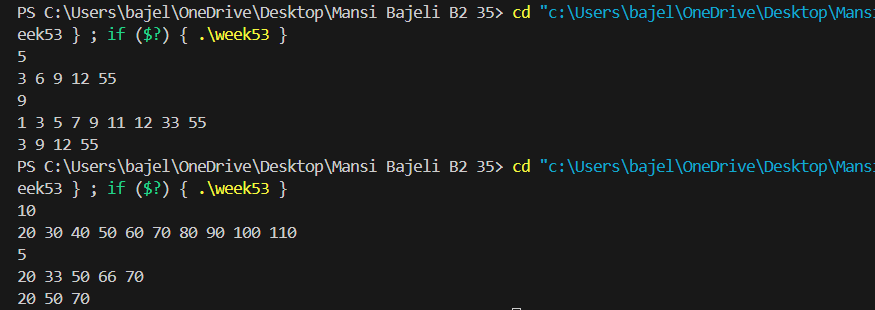 PS C:\Users\bajel\OneDrive\Desktop\Mansi Bajeli B2 35> cd "c:\Users\bajel\OneDrive\Desktop\Mans
eek53 } ; if ($?) { .\week53 }
5
3 6 9 12 55
9
1 3 5 7 9 11 12 33 55
3 9 12 55
PS C:\Users\bajel\OneDrive\Desktop\Mansi Bajeli B2 35> cd "c:\Users\bajel\OneDrive\Desktop\Mans
eek53 } ; if ($?) { .\week53 }
10
20 30 40 50 60 70 80 90 100 110
5
20 33 50 66 70
20 50 70